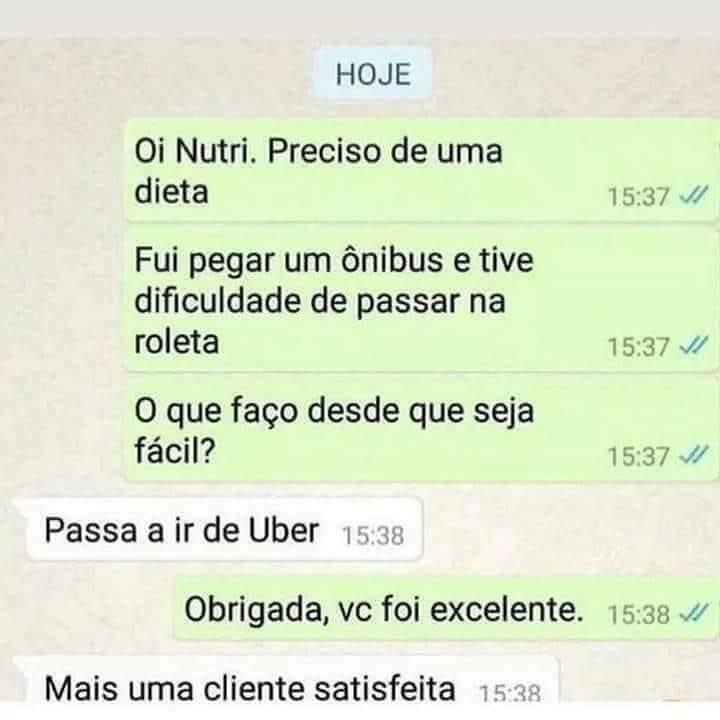 HOJE
Oi Nutri. Preciso de uma
dieta
15:37
Fui pegar um ônibus e tive
dificuldade de passar na
roleta
15:37
O que faço desde que seja
fácil?
15:37
Passa a ir de Uber 15:38
Obrigada, vc foi excelente. 15:38
Mais uma cliente satisfeita 15:38